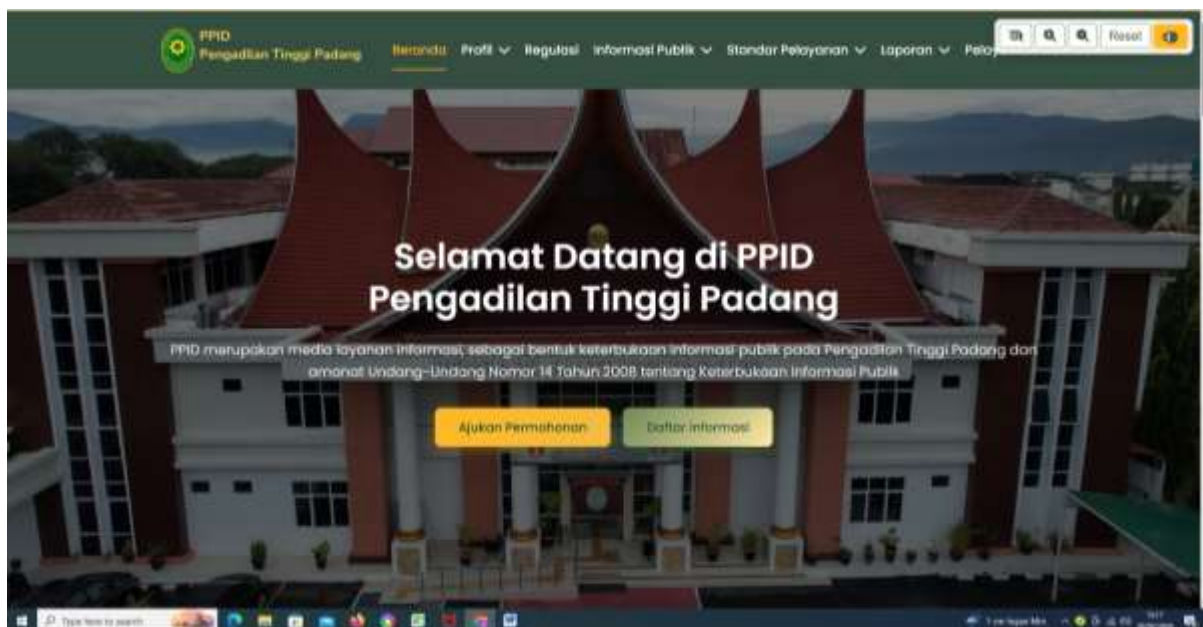 PPID
Pengadilan Tinggi Padang
Beranda Profil Regulasi Informasi Publik Standar Pelayanan Laporan
Reset
Selamat Datang di PPID
Pengadilan Tinggi Padang
PPID merupakan media layanan informasi, sebagai bentuk keterbukaan informasi publik pada Pengadilan Tinggi Padang dan
amanat Undang-Undang Nomor 14 Tahun 2008 tentang Keterbukaan Informasi Publik
Ajukan Permohonan Daftar Informasi
Type here to search